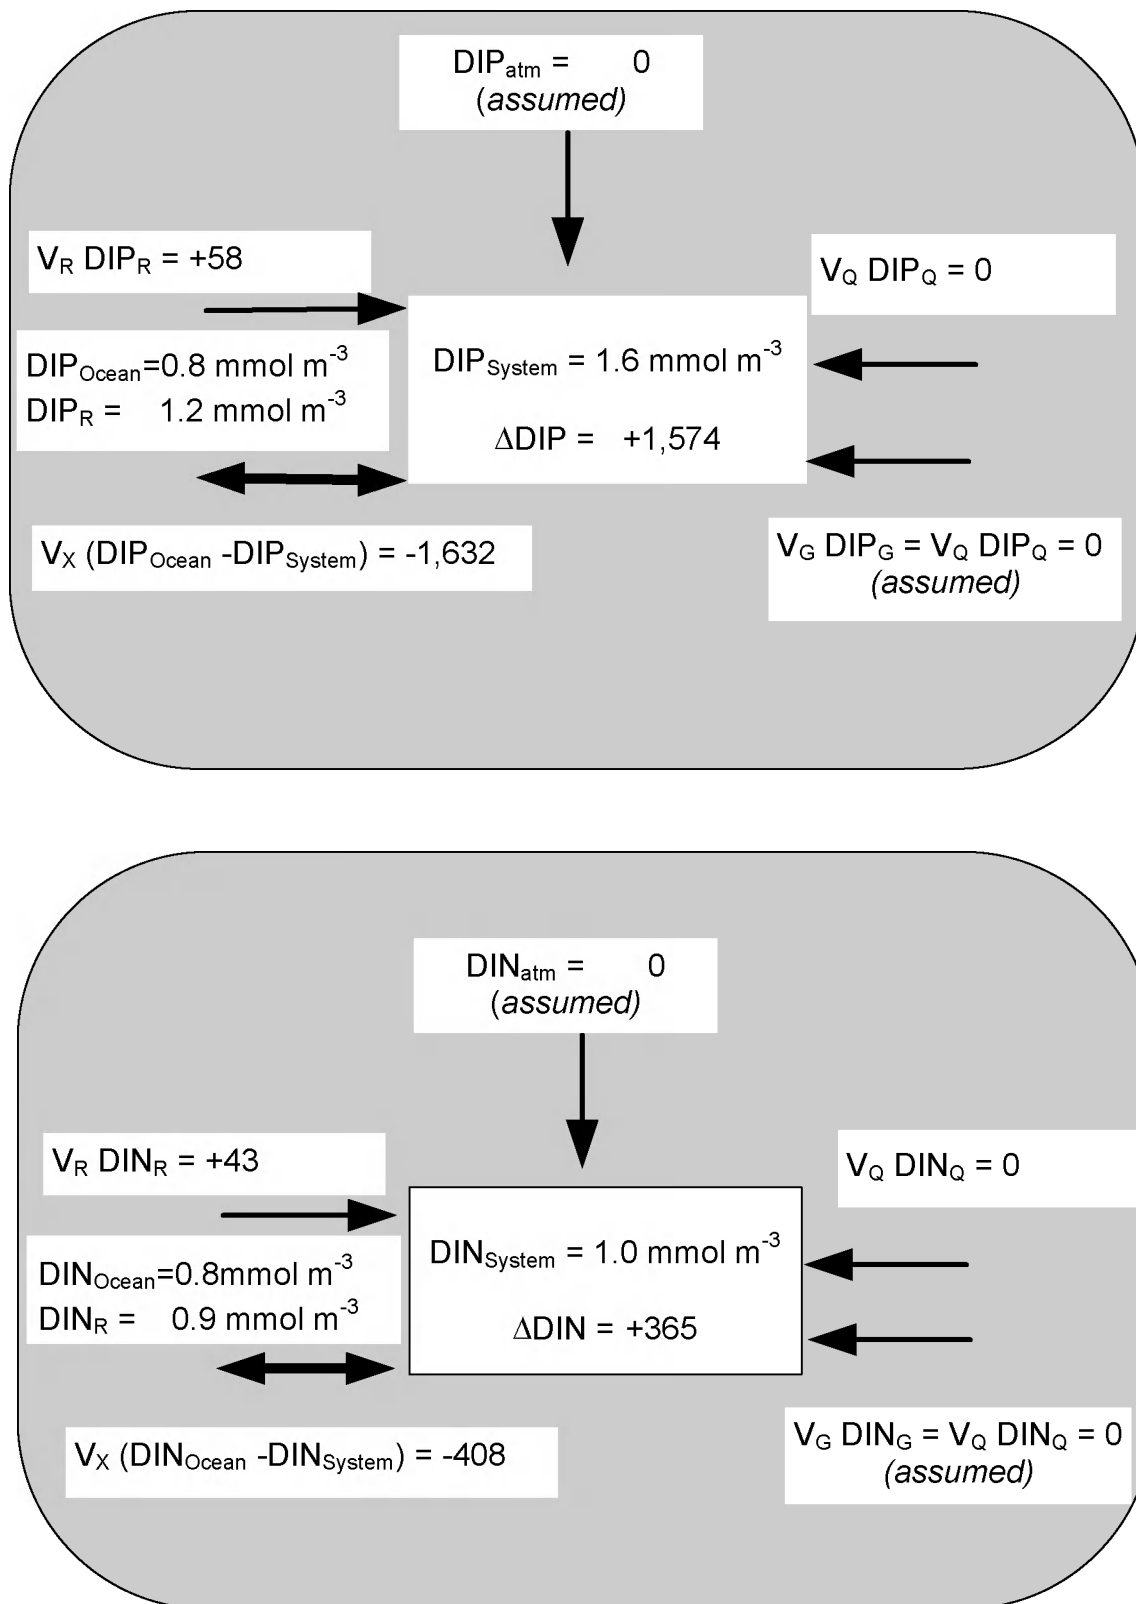 DIPatm = 0
(assumed)
VR DIPR = +58
VQ DIPQ = 0
DIPOcean=0.8 mmol m-3
DIPR = 1.2 mmol m-3
DIPSystem = 1.6 mmol m-3
ΔDIP = +1,574
VX (DIPOcean -DIPSystem) = -1,632
VG DIPG = VQ DIPQ = 0
(assumed)
DINatm = 0
(assumed)
VR DINR = +43
VQ DINQ = 0
DINOcean=0.8mmol m-3
DINR = 0.9 mmol m-3
DINSystem = 1.0 mmol m-3
ΔDIN = +365
VX (DINOcean -DINSystem) = -408
VG DING = VQ DINQ = 0
(assumed)